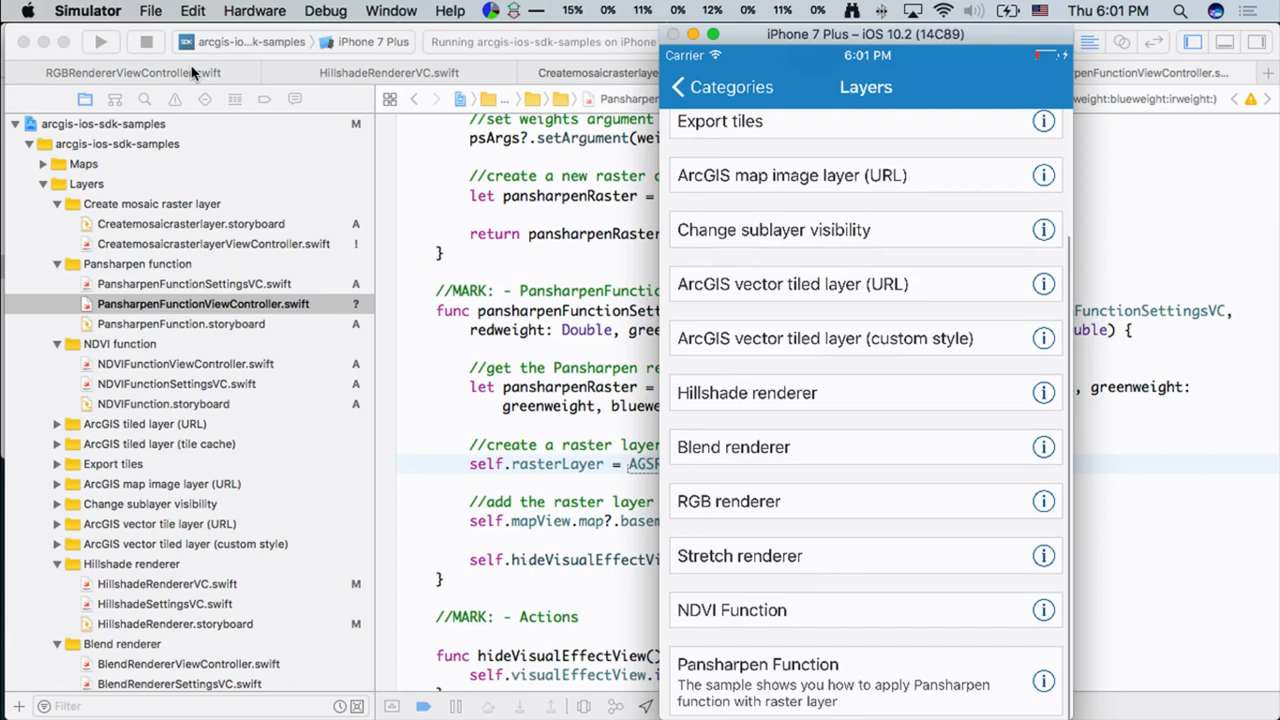 Simulator File Edit Hardware Debug Window Help 15% 0% 11% 0% 12% 0% 11% Thu 6:01 PM
arcgis-io...k-samples iPhone 7 Plus Running arcgis-ios-sdk-samples on iPhone
iPhone 7 Plus – iOS 10.2 (14C89)
RGBRendererViewController.swift HillshadeRendererVC.swift Createmosaicrasterlaye
penFunctionViewController.s...
... Pansharpen
weight:blueweight:irweight:)
arcgis-ios-sdk-samples M
arcgis-ios-sdk-samples
Maps
Layers
Create mosaic raster layer
Createmosaicrasterlayer.storyboard A
CreatemosaicrasterlayerViewController.swift !
Pansharpen function
PansharpenFunctionSettingsVC.swift A
PansharpenFunctionViewController.swift ?
PansharpenFunction.storyboard A
NDVI function
NDVIFunctionViewController.swift A
NDVIFunctionSettingsVC.swift A
NDVIFunction.storyboard A
ArcGIS tiled layer (URL)
ArcGIS tiled layer (tile cache)
Export tiles
ArcGIS map image layer (URL)
Change sublayer visibility
ArcGIS vector tile layer (URL)
ArcGIS vector tiled layer (custom style)
Hillshade renderer
HillshadeRendererVC.swift M
HillshadeSettingsVC.swift
HillshadeRenderer.storyboard M
Blend renderer
BlendRendererViewController.swift
BlendRendererSettingsVC.swift
Filter
//set weights argument
psArgs?.setArgument(wei
//create a new raster
let pansharpenRaster =
return pansharpenRaster
}
//MARK: - PansharpenFunctio
func pansharpenFunctionSet
FunctionSettingsVC,
redweight: Double, gree
uble) {
//get the Pansharpen re
let pansharpenRaster =
, greenweight:
greenweight, bluewe
//create a raster layer
self.rasterLayer = AGSR
//add the raster layer
self.mapView.map?.basem
self.hideVisualEffectVi
}
//MARK: - Actions
func hideVisualEffectView()
self.visualEffectView.i
Carrier 6:01 PM
Categories Layers
Export tiles
ArcGIS map image layer (URL)
Change sublayer visibility
ArcGIS vector tiled layer (URL)
ArcGIS vector tiled layer (custom style)
Hillshade renderer
Blend renderer
RGB renderer
Stretch renderer
NDVI Function
Pansharpen Function
The sample shows you how to apply Pansharpen
function with raster layer